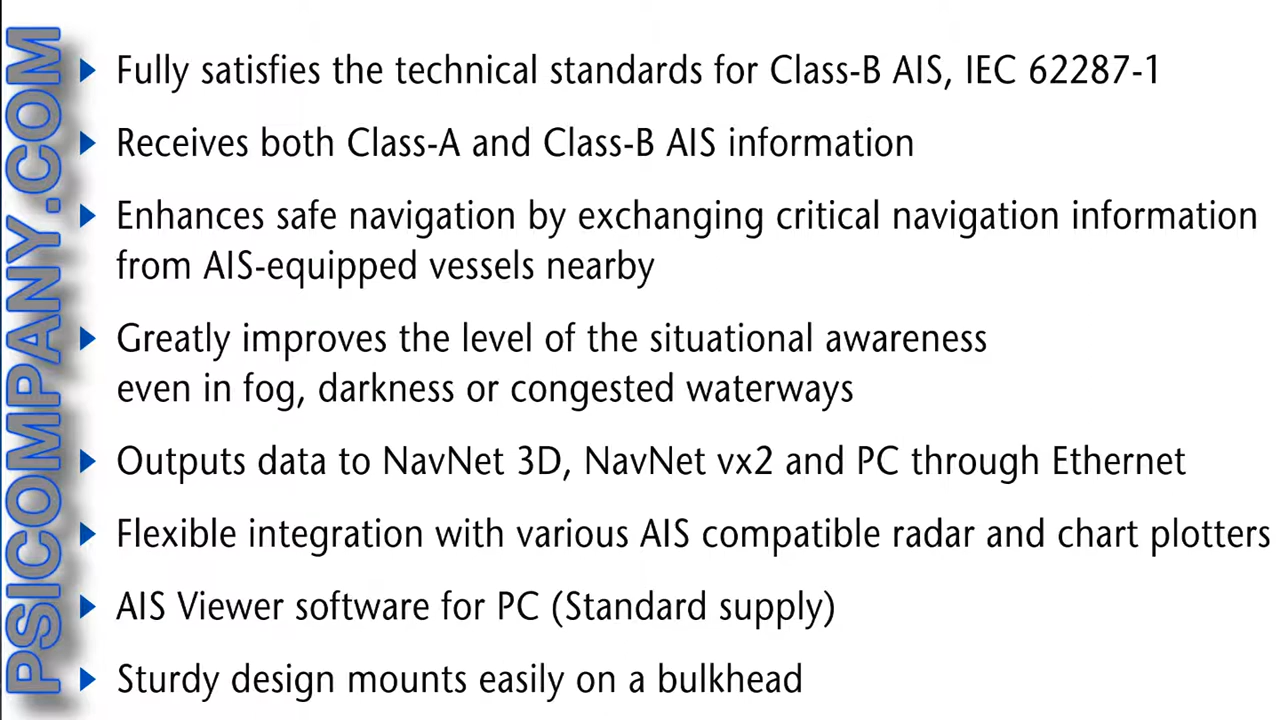 PSICOMPANY.COM
Fully satisfies the technical standards for Class-B AIS, IEC 62287-1
Receives both Class-A and Class-B AIS information
Enhances safe navigation by exchanging critical navigation information
from AIS-equipped vessels nearby
Greatly improves the level of the situational awareness
even in fog, darkness or congested waterways
Outputs data to NavNet 3D, NavNet vx2 and PC through Ethernet
Flexible integration with various AIS compatible radar and chart plotters
AIS Viewer software for PC (Standard supply)
Sturdy design mounts easily on a bulkhead